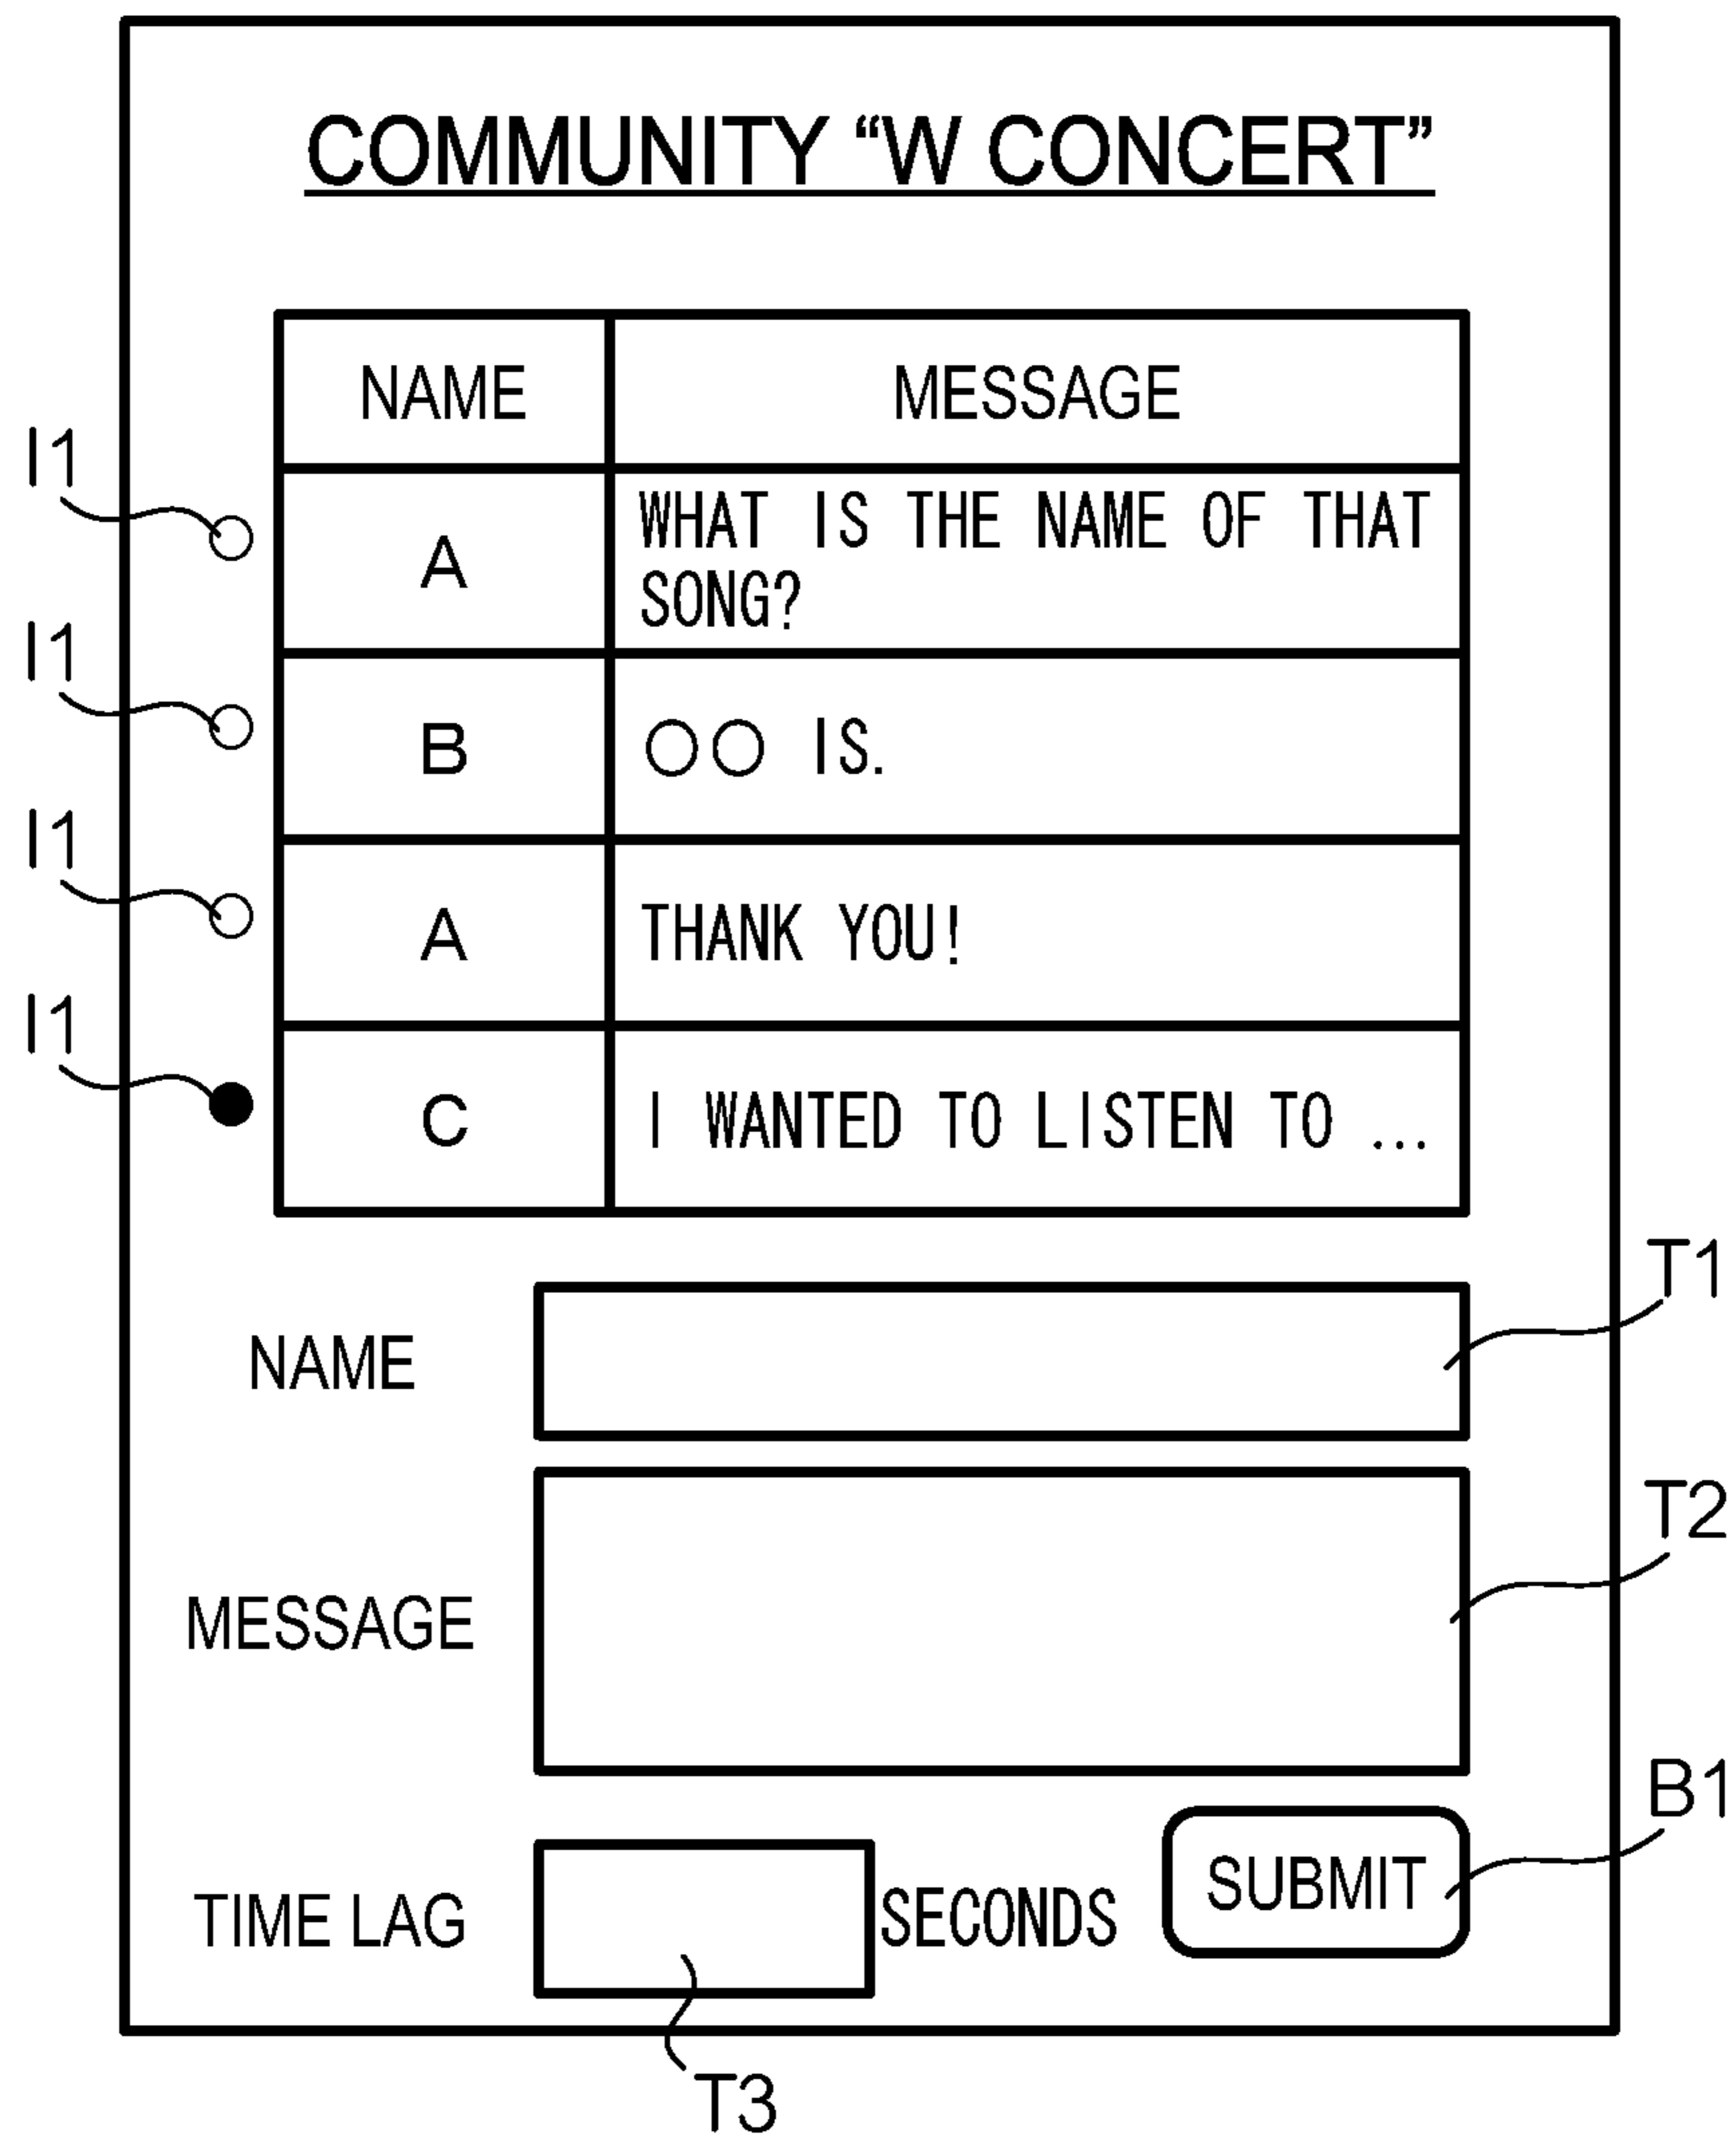 COMMUNITY “W CONCERT”
NAME MESSAGE
I1
A WHAT IS THE NAME OF THAT
SONG?
I1
B ○○ IS.
I1
A THANK YOU!
I1
C I WANTED TO LISTEN TO ...
T1
NAME
T2
MESSAGE
B1
TIME LAG SECONDS SUBMIT
T3